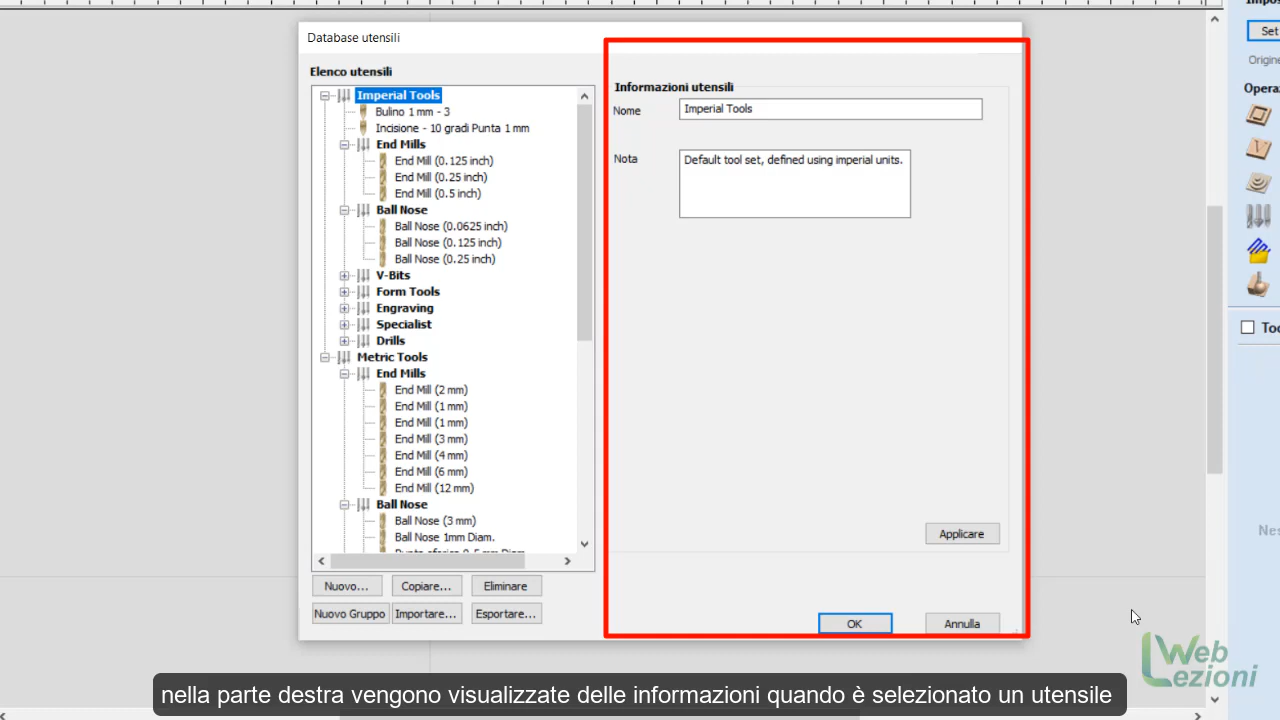 Database utensili
Elenco utensili
Imperial Tools
Bulino 1 mm - 3
Incisione - 10 gradi Punta 1 mm
End Mills
End Mill (0.125 inch)
End Mill (0.25 inch)
End Mill (0.5 inch)
Ball Nose
Ball Nose (0.0625 inch)
Ball Nose (0.125 inch)
Ball Nose (0.25 inch)
V-Bits
Form Tools
Engraving
Specialist
Drills
Metric Tools
End Mills
End Mill (2 mm)
End Mill (1 mm)
End Mill (1 mm)
End Mill (3 mm)
End Mill (4 mm)
End Mill (6 mm)
End Mill (12 mm)
Ball Nose
Ball Nose (3 mm)
Ball Nose 1mm Diam.
Nuovo... Copiare... Eliminare
Nuovo Gruppo Importare... Esportare...
Informazioni utensili
Nome Imperial Tools
Nota Default tool set, defined using imperial units.
Applicare
OK Annulla
Set
Origine
Opera
Too
Nes
Web
Lezioni
nella parte destra vengono visualizzate delle informazioni quando è selezionato un utensile